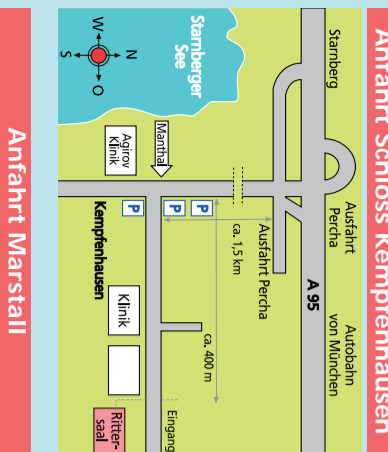 Anfahrt Schloss Kempfenhausen
Starnberg
Ausfahrt
Percha
Autobahn
von München
A 95
Ausfahrt Percha
ca. 1,5 km
ca. 400 m
Starnberger
See
N
O
S
W
Manthal
Agirov
Klinik
P
P
P
Kempfenhausen
Klinik
Eingang
Ritter-
saal
Anfahrt Marstall